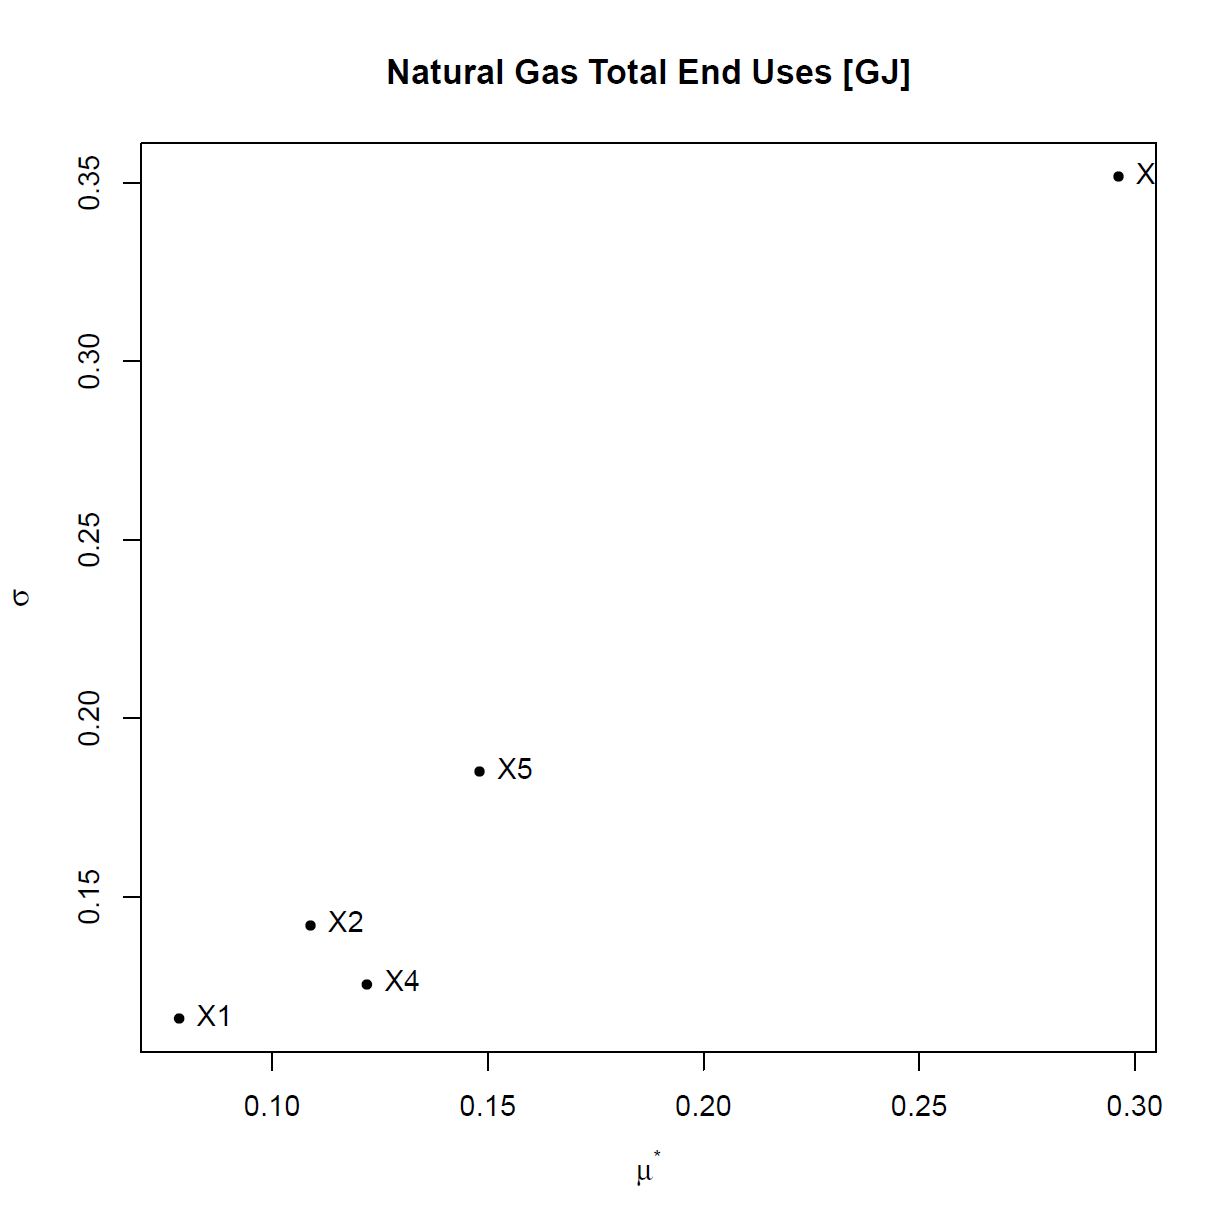 Natural Gas Total End Uses [GJ]
0.35
0.30
0.25
0.20
0.15
σ
X
X5
X2
X4
X1
0.10 0.15 0.20 0.25 0.30
μ*